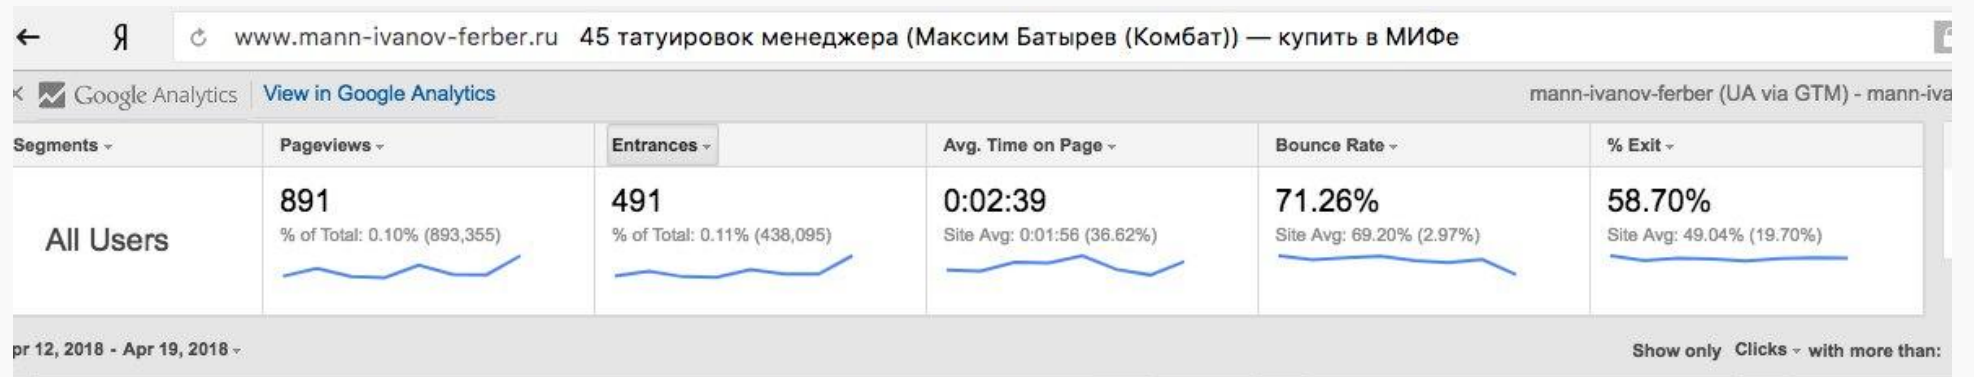 Я www.mann-ivanov-ferber.ru 45 татуировок менеджера (Максим Батырев (Комбат)) — купить в МИФе
Google Analytics View in Google Analytics mann-ivanov-ferber (UA via GTM) - mann-iva
Segments Pageviews Entrances Avg. Time on Page Bounce Rate % Exit
891 491 0:02:39 71.26% 58.70%
All Users % of Total: 0.10% (893,355) % of Total: 0.11% (438,095) Site Avg: 0:01:56 (36.62%) Site Avg: 69.20% (2.97%) Site Avg: 49.04% (19.70%)
pr 12, 2018 - Apr 19, 2018 Show only Clicks with more than: